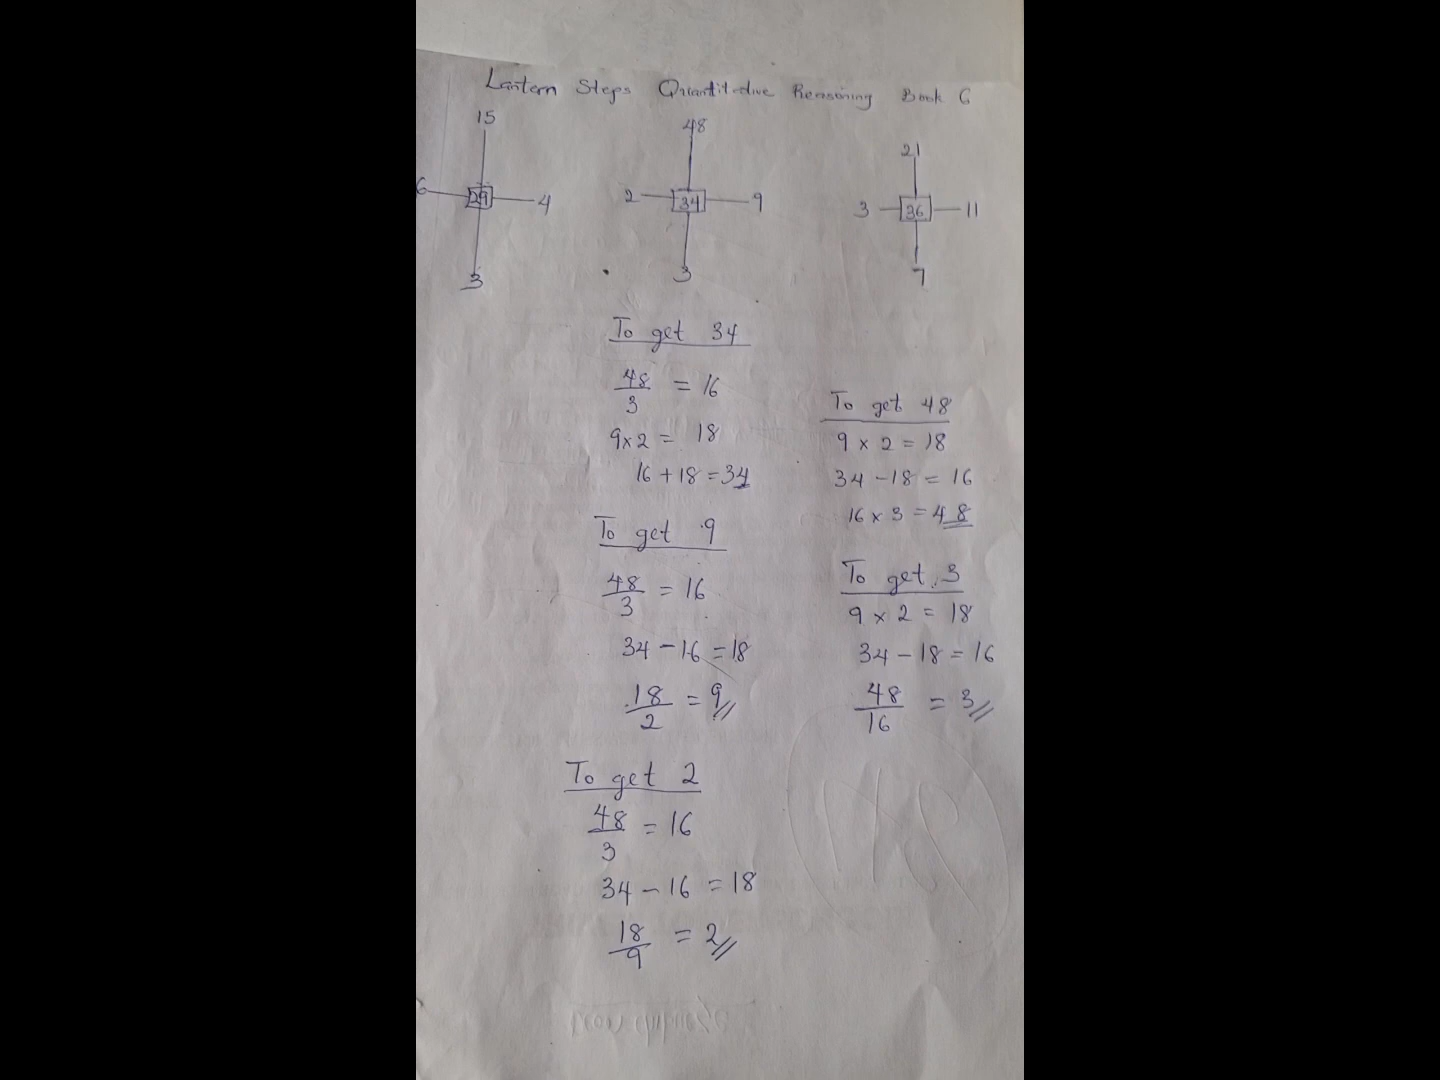 Lantern Steps Quantitative Reasoning Book 6
15
6 29 4
3
48
2 34 9
3
21
3 36 11
7
To get 34
48/3 = 16
9×2 = 18
16 + 18 = 34
To get 9
48/3 = 16
34 - 16 = 18
18/2 = 9
To get 2
48/3 = 16
34 - 16 = 18
18/9 = 2
To get 48
9 × 2 = 18
34 - 18 = 16
16 × 3 = 48
To get 3
9 × 2 = 18
34 - 18 = 16
48/16 = 3